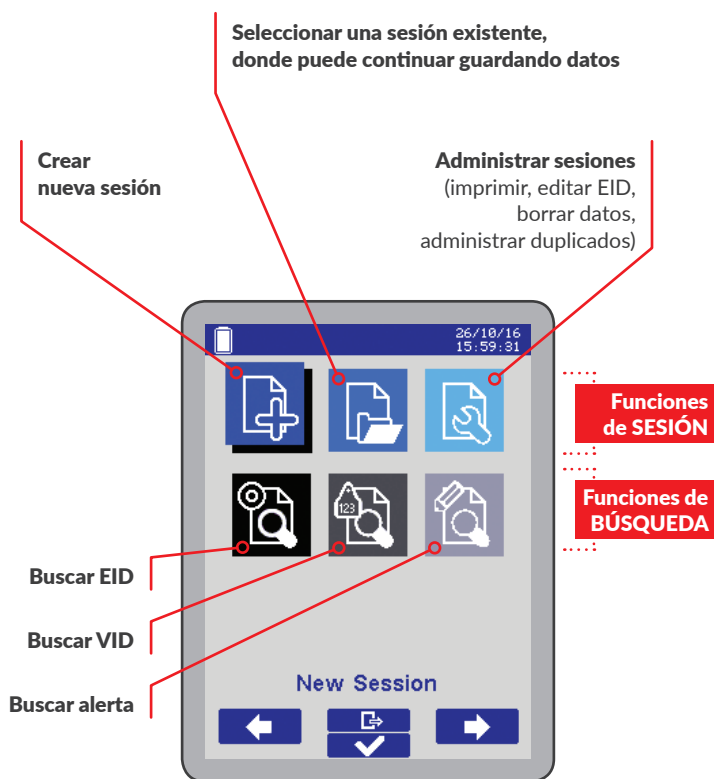 Seleccionar una sesión existente,
donde puede continuar guardando datos
Crear
nueva sesión
Administrar sesiones
(imprimir, editar EID,
borrar datos,
administrar duplicados)
26/10/16
15:59:31
Funciones
de SESIÓN
123
Funciones de
BÚSQUEDA
Buscar EID
Buscar VID
Buscar alerta
New Session